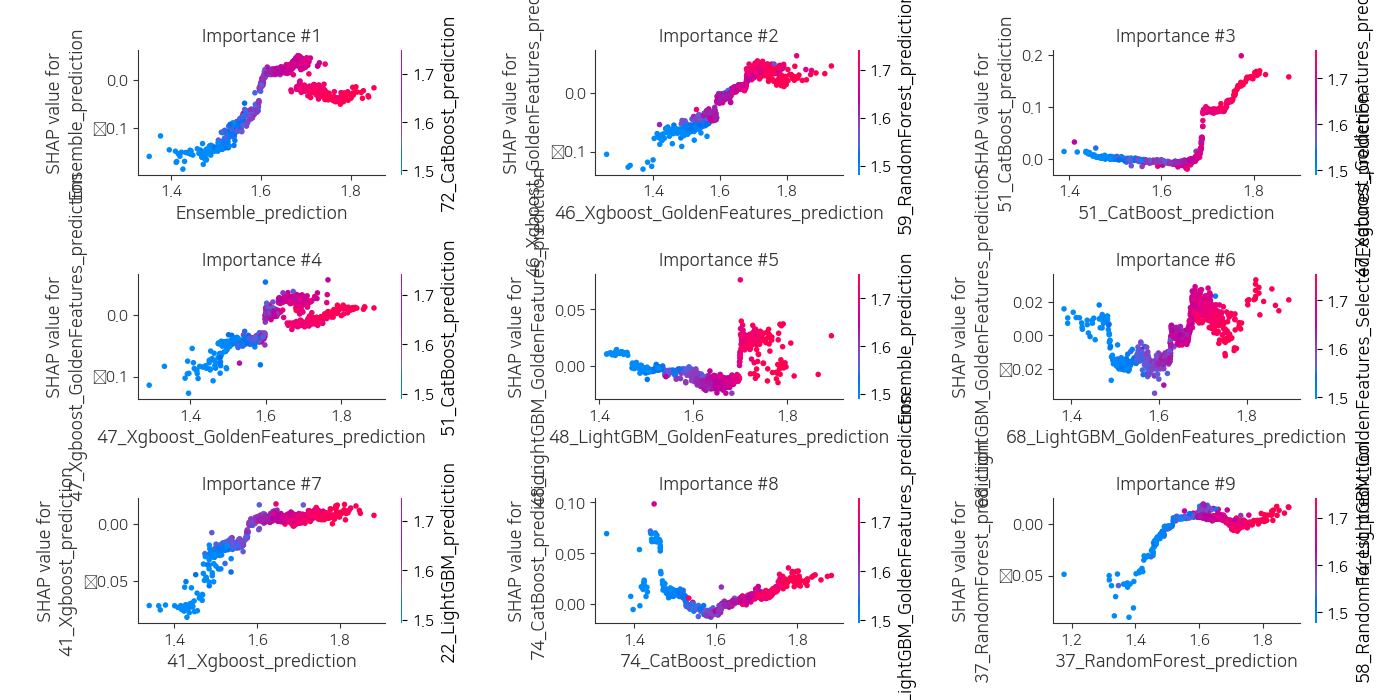 Importance #1
Importance #2
Importance #3
SHAP value for
Ensemble_prediction
0.0
0.1
1.4
1.6
1.8
Ensemble_prediction
1.7
1.6
1.5
72_CatBoost_prediction
SHAP value for
46_Xgboost_GoldenFeatures_prediction
0.0
0.1
1.4
1.6
1.8
46_Xgboost_GoldenFeatures_prediction
1.7
1.6
1.5
59_RandomForest_prediction
SHAP value for
51_CatBoost_prediction
0.2
0.1
0.0
1.4
1.6
1.8
51_CatBoost_prediction
1.7
1.6
1.5
Importance #4
Importance #5
Importance #6
SHAP value for
47_Xgboost_GoldenFeatures_prediction
0.0
0.1
1.4
1.6
1.8
47_Xgboost_GoldenFeatures_prediction
1.7
1.6
1.5
51_CatBoost_prediction
SHAP value for
48_LightGBM_GoldenFeatures_prediction
0.05
0.00
1.4
1.6
1.8
48_LightGBM_GoldenFeatures_prediction
1.7
1.6
1.5
Ensemble_prediction
SHAP value for
68_LightGBM_GoldenFeatures_prediction
0.02
0.00
0.02
1.4
1.6
1.8
68_LightGBM_GoldenFeatures_prediction
1.7
1.6
1.5
Importance #7
Importance #8
Importance #9
SHAP value for
41_Xgboost_prediction
0.00
0.05
1.4
1.6
1.8
41_Xgboost_prediction
1.7
1.6
1.5
22_LightGBM_prediction
SHAP value for
74_CatBoost_prediction
0.10
0.05
0.00
1.4
1.6
1.8
74_CatBoost_prediction
1.7
1.6
1.5
LightGBM_GoldenFeatures_prediction
SHAP value for
37_RandomForest_prediction
0.00
0.05
1.2
1.4
1.6
1.8
37_RandomForest_prediction
1.7
1.6
1.5